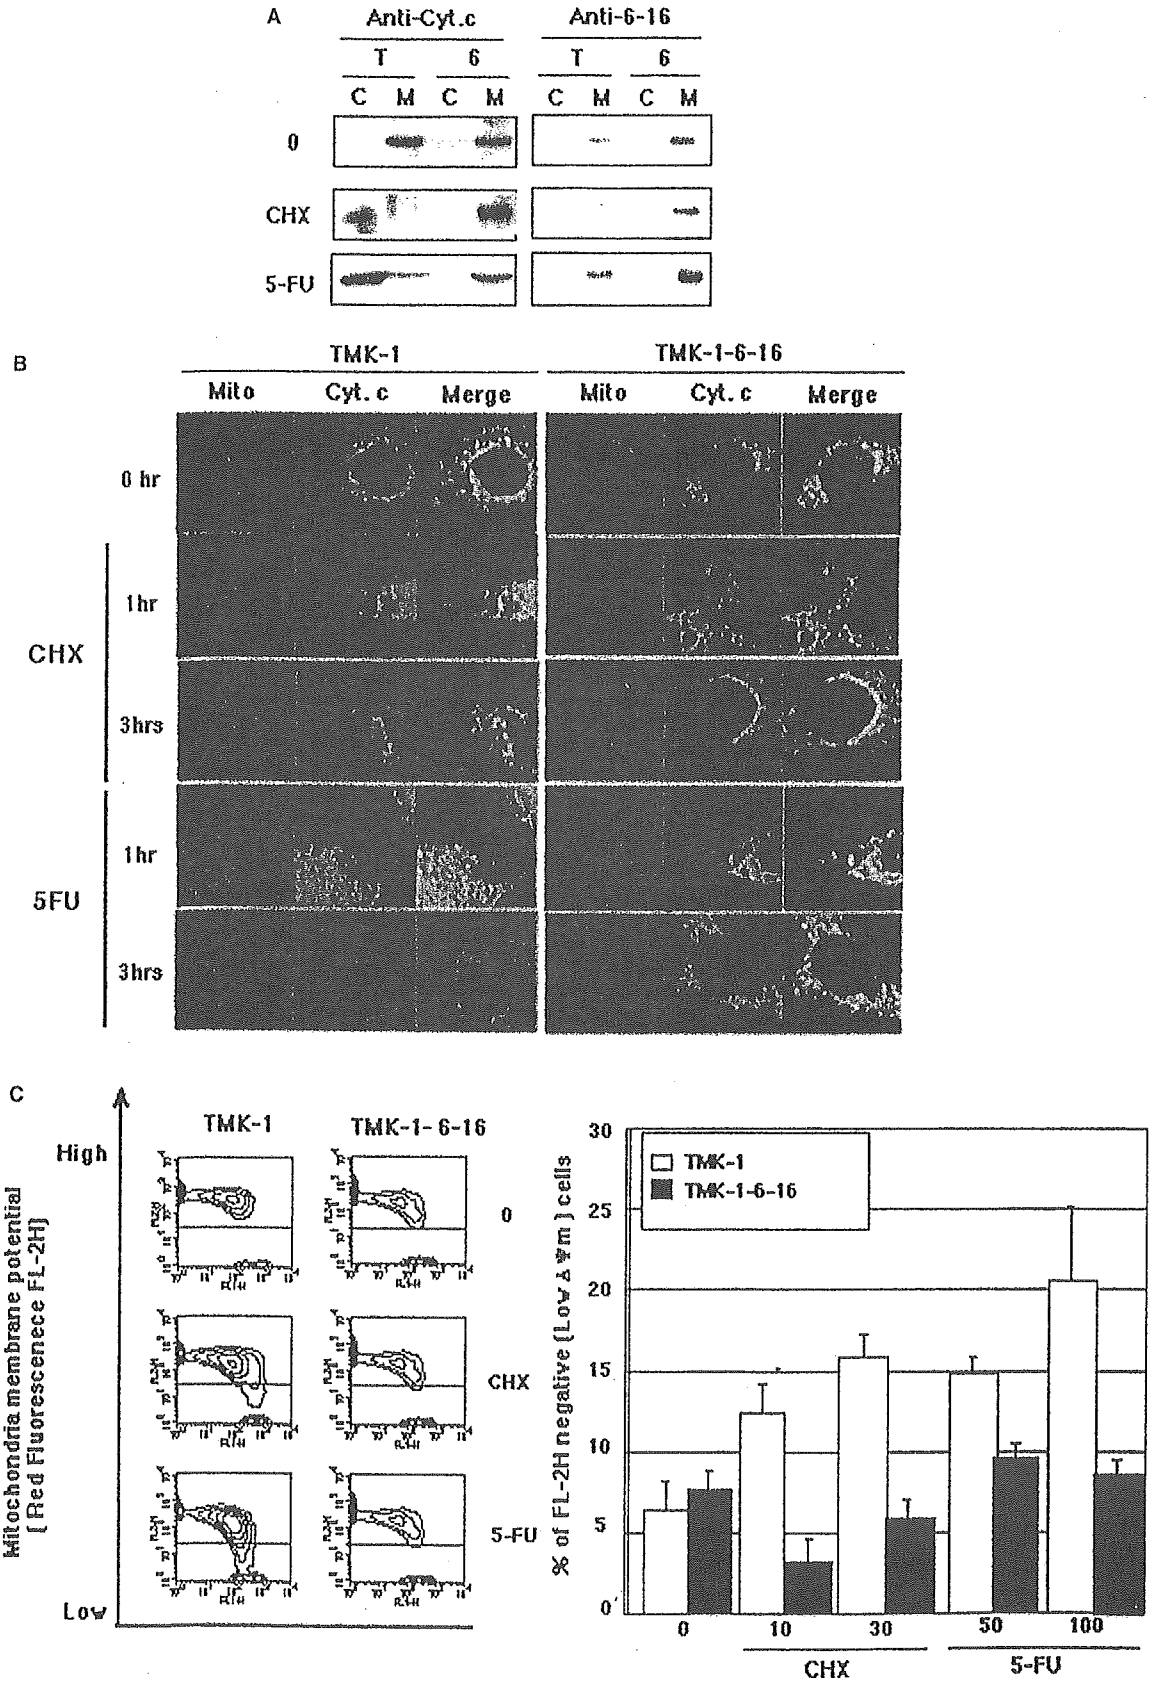 A
Anti-Cyt.c Anti-6-16
T 6 T 6
C M C M C M C M
0
CHX
5-FU
B
TMK-1 TMK-1-6-16
Mito Cyt. c Merge Mito Cyt. c Merge
0 hr
1hr
CHX
3hrs
1hr
5FU
3hrs
C
High
Mitochondria membrane potential
( Red Fluorescenece FL-2H)
Low
TMK-1 TMK-1-6-16
0
CHX
5-FU
% of FL-2H negative (Low Δ Ψm ) cells
30
25
20
15
10
5
0
TMK-1
TMK-1-6-16
0 10 30 50 100
CHX 5-FU